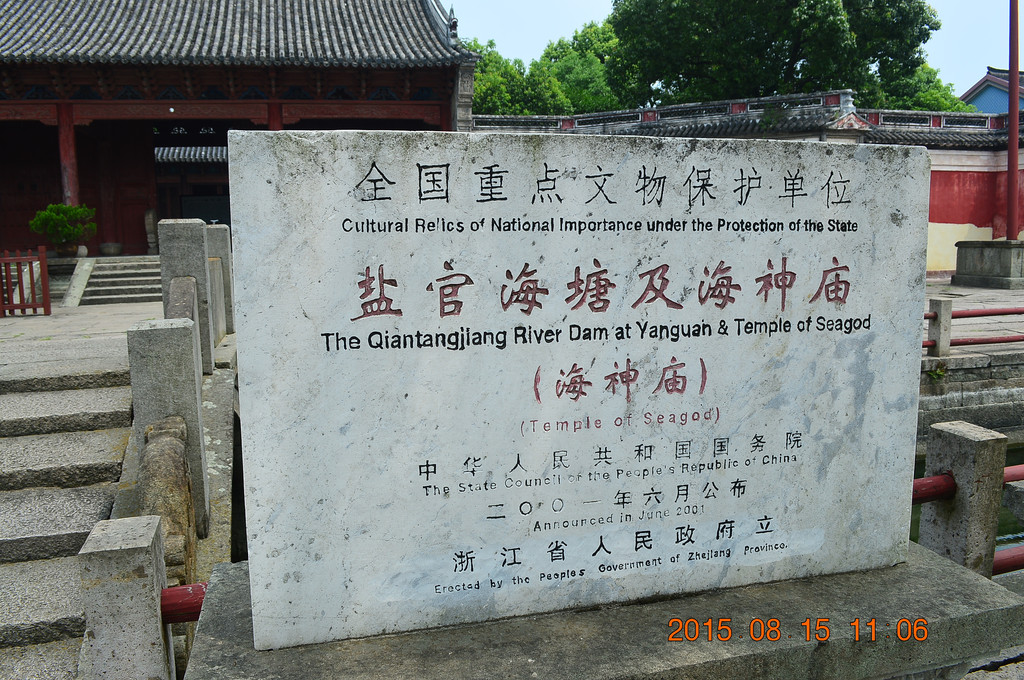 全国重点文物保护单位
Cultural Relics of National Importance under the Protection of the State
盐官海塘及海神庙
The Qiantangjiang River Dam at Yanguan & Temple of Seagod
(海神庙)
(Temple of Seagod)
中华人民共和国国务院
The State Council of the People's Republic of China
二〇〇一年六月公布
Announced in June 2001
浙江省人民政府立
Erected by the Peoples Government of Zhejiang Province.
2015 08 15 11 06